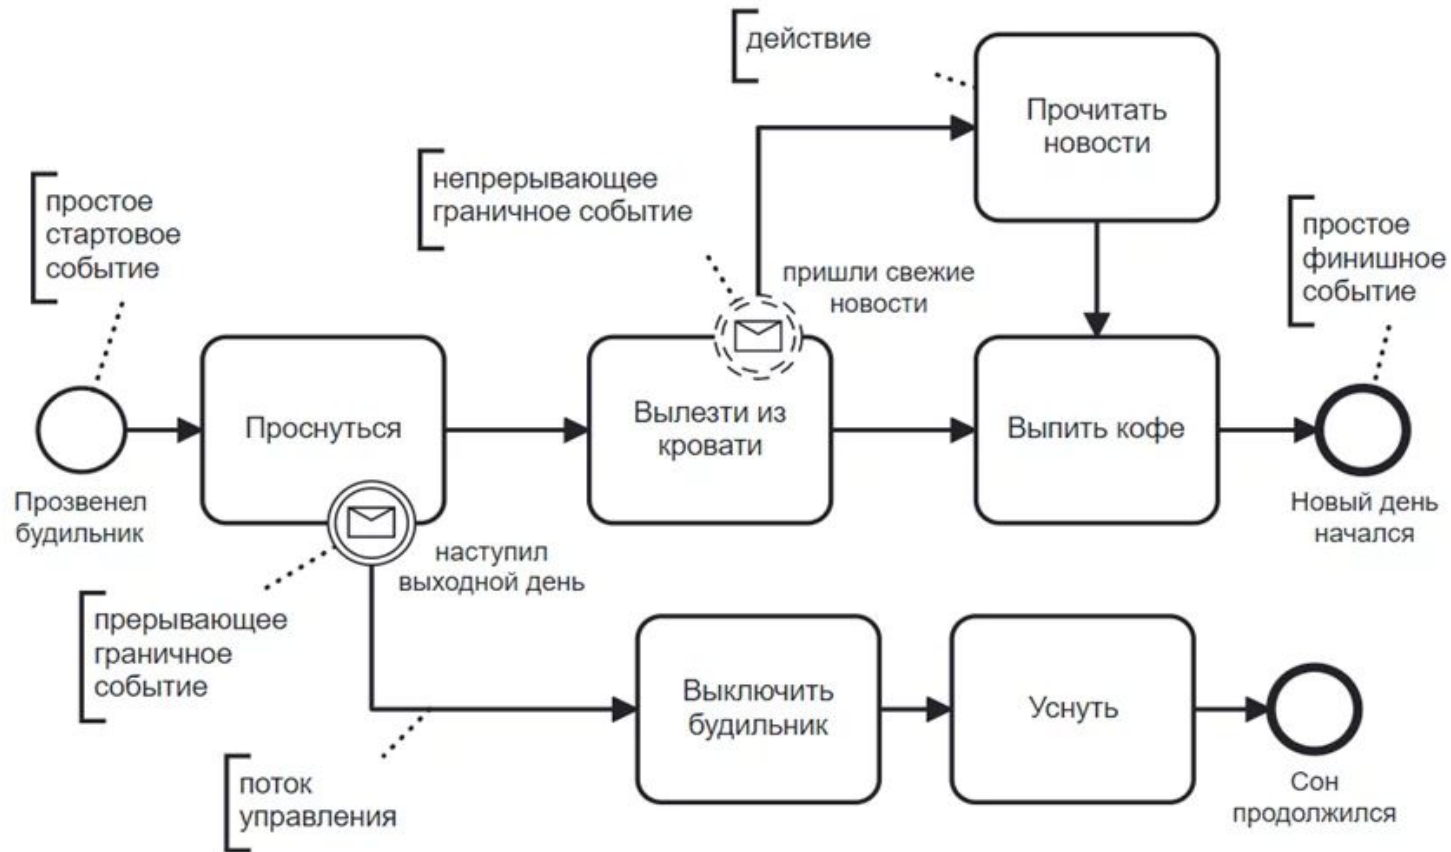 действие
Прочитать
новости
непрерывающее
граничное событие
простое
стартовое
событие
простое
финишное
событие
пришли свежие
новости
Проснуться
Вылезти из
кровати
Выпить кофе
Прозвенел
будильник
Новый день
начался
наступил
выходной день
прерывающее
граничное
событие
Выключить
будильник
Уснуть
поток
управления
Сон
продолжился